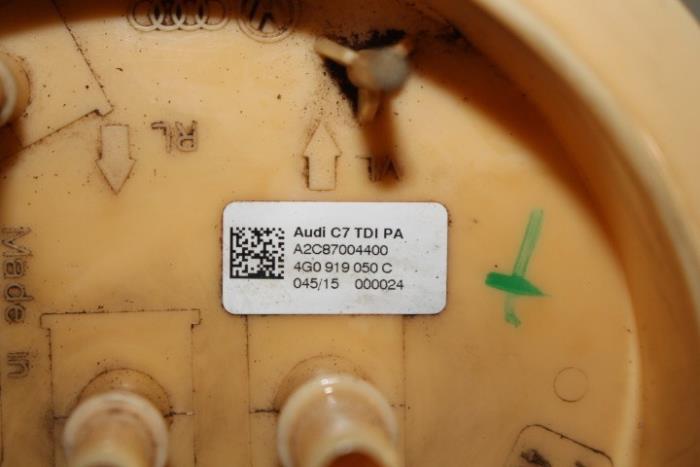 RL
VL
Audi C7 TDI PA
A2C87004400
4G0 919 050 C
045/15 000024
Made in